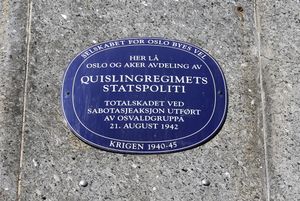 SELSKABET FOR OSLO BYES VEL
HER LÅ
OSLO OG AKER AVDELING AV
QUISLINGREGIMETS
STATSPOLITI
TOTALSKADET VED
SABOTASJEAKSJON UTFØRT
AV OSVALDGRUPPA
21. AUGUST 1942
KRIGEN 1940-45